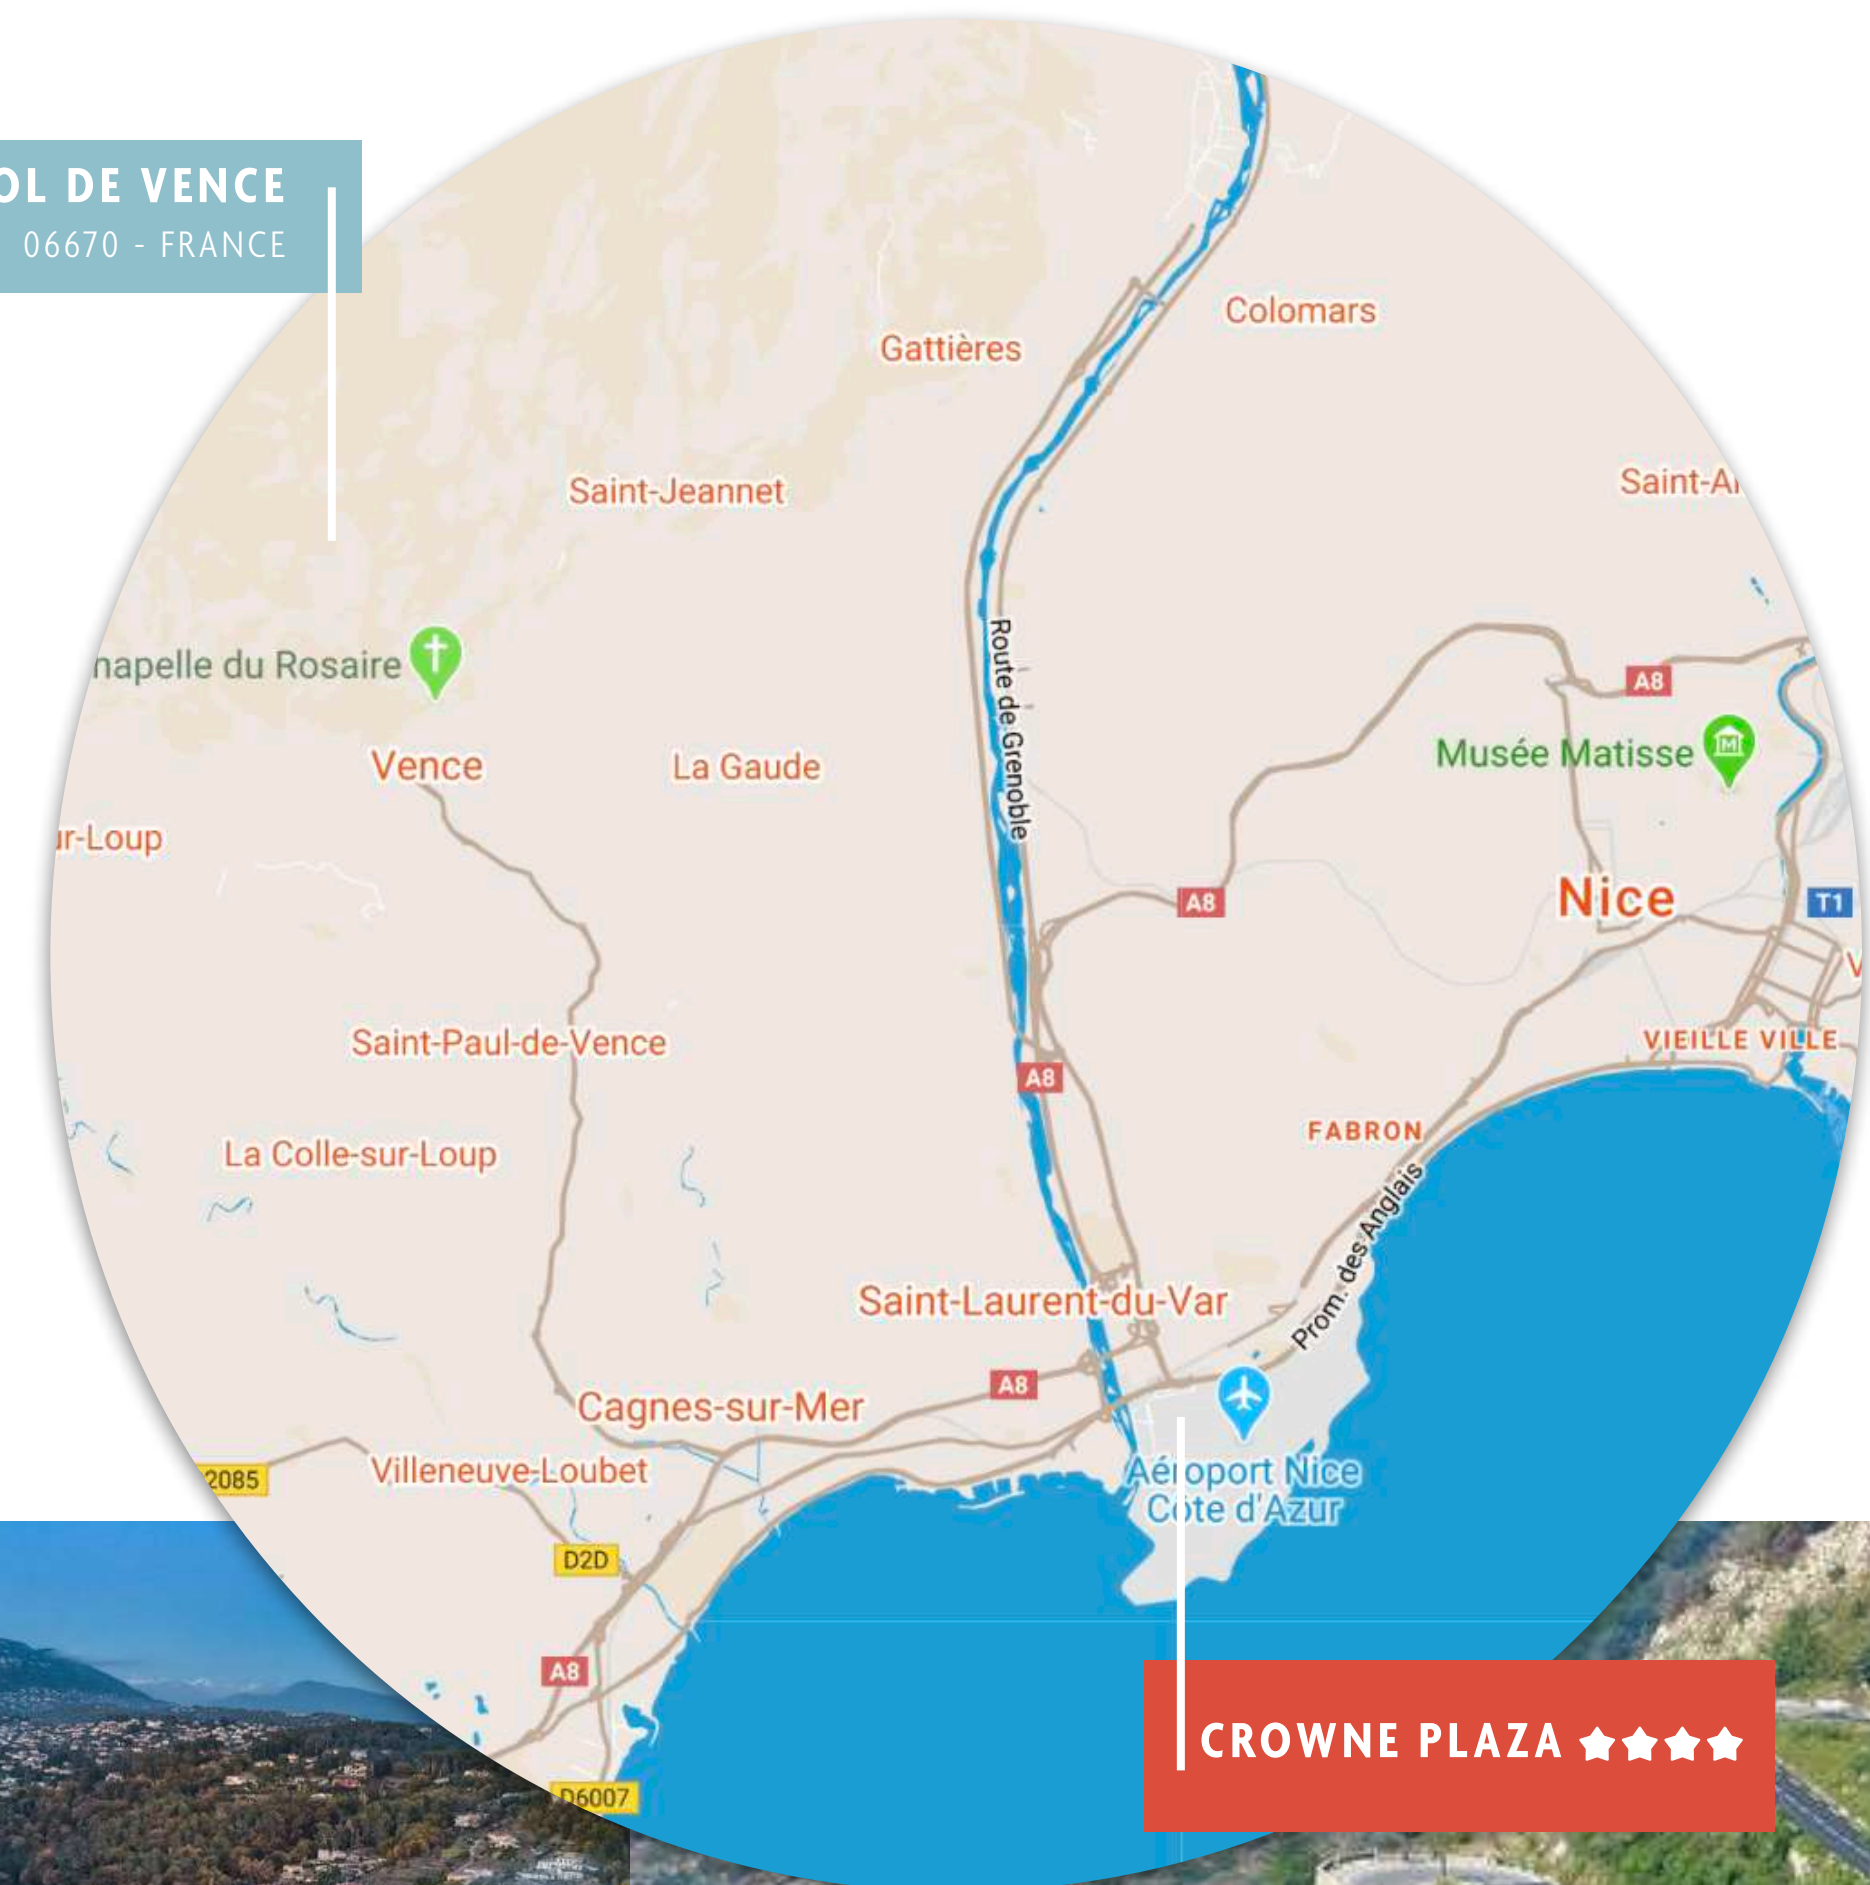 OL DE VENCE
06670 - FRANCE
Colomars
Gattières
Saint-Jeannet
Saint-A
napelle du Rosaire
Route de Grenoble
A8
Musée Matisse
Vence
La Gaude
ur-Loup
A8
Nice
T1
V
Saint-Paul-de-Vence
VIEILLE VILLE
A8
FABRON
La Colle-sur-Loup
Prom. des Anglais
Saint-Laurent-du-Var
A8
Cagnes-sur-Mer
Villeneuve-Loubet
2085
Aéroport Nice
Côte d'Azur
D2D
A8
CROWNE PLAZA ★★★★
D6007